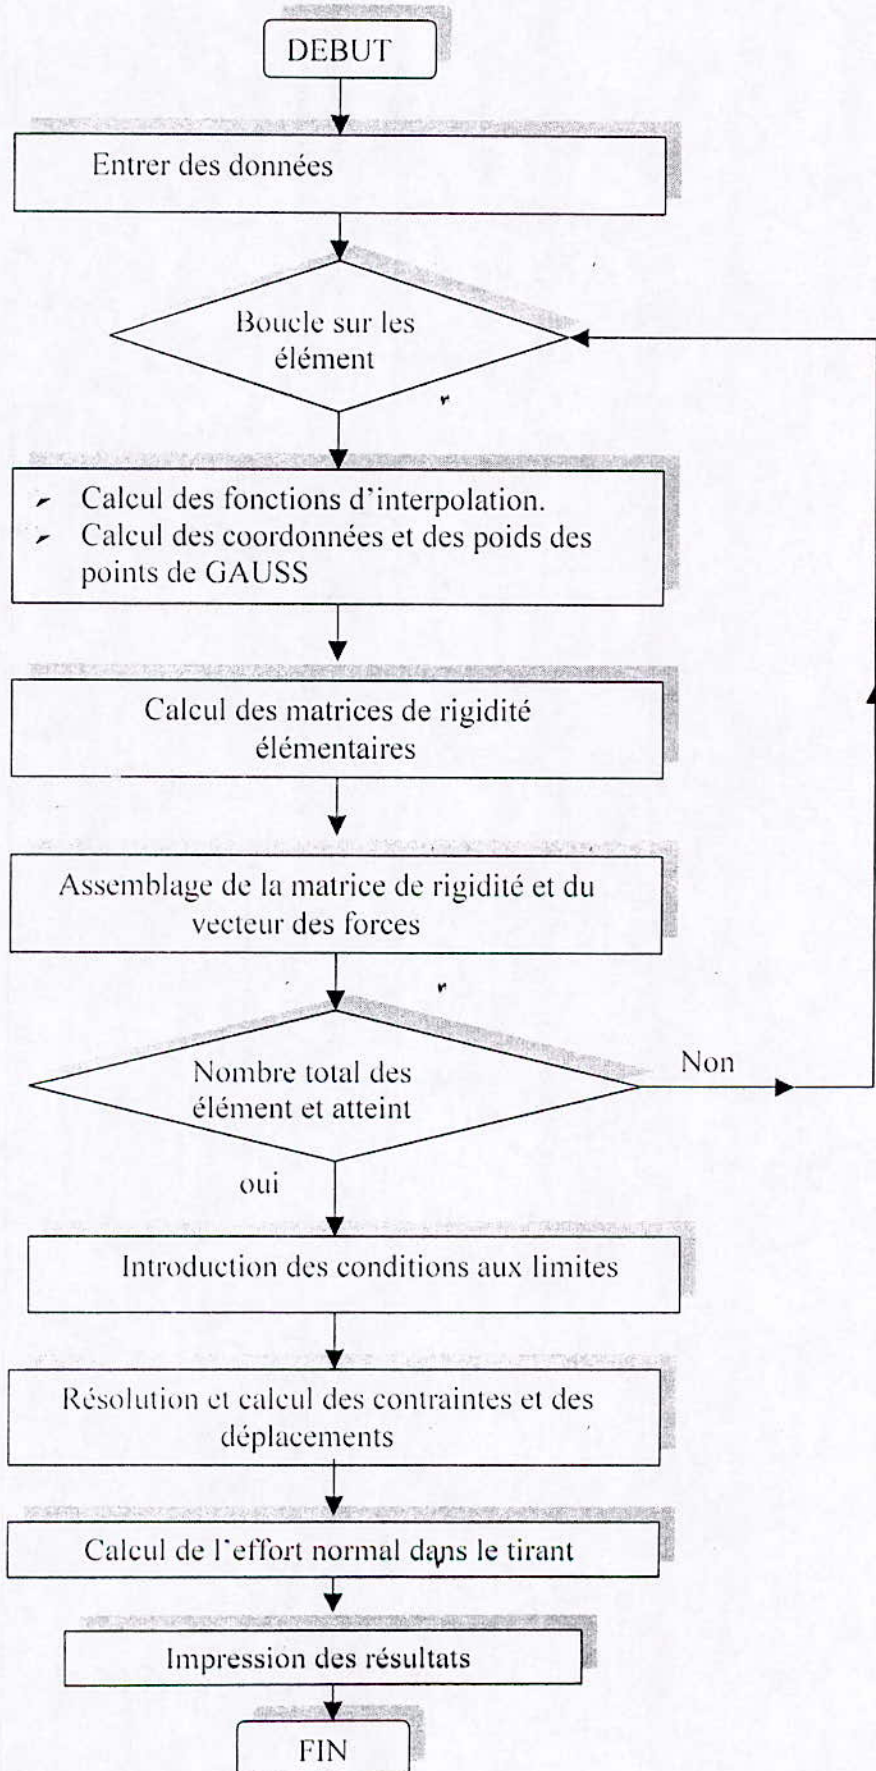 DEBUT
Entrer des données
Boucle sur les
élément
Calcul des fonctions d'interpolation.
Calcul des coordonnées et des poids des
points de GAUSS
Calcul des matrices de rigidité
élémentaires
Assemblage de la matrice de rigidité et du
vecteur des forces
Nombre total des
élément et atteint
Non
oui
Introduction des conditions aux limites
Résolution et calcul des contraintes et des
déplacements
Calcul de l'effort normal dans le tirant
Impression des résultats
FIN